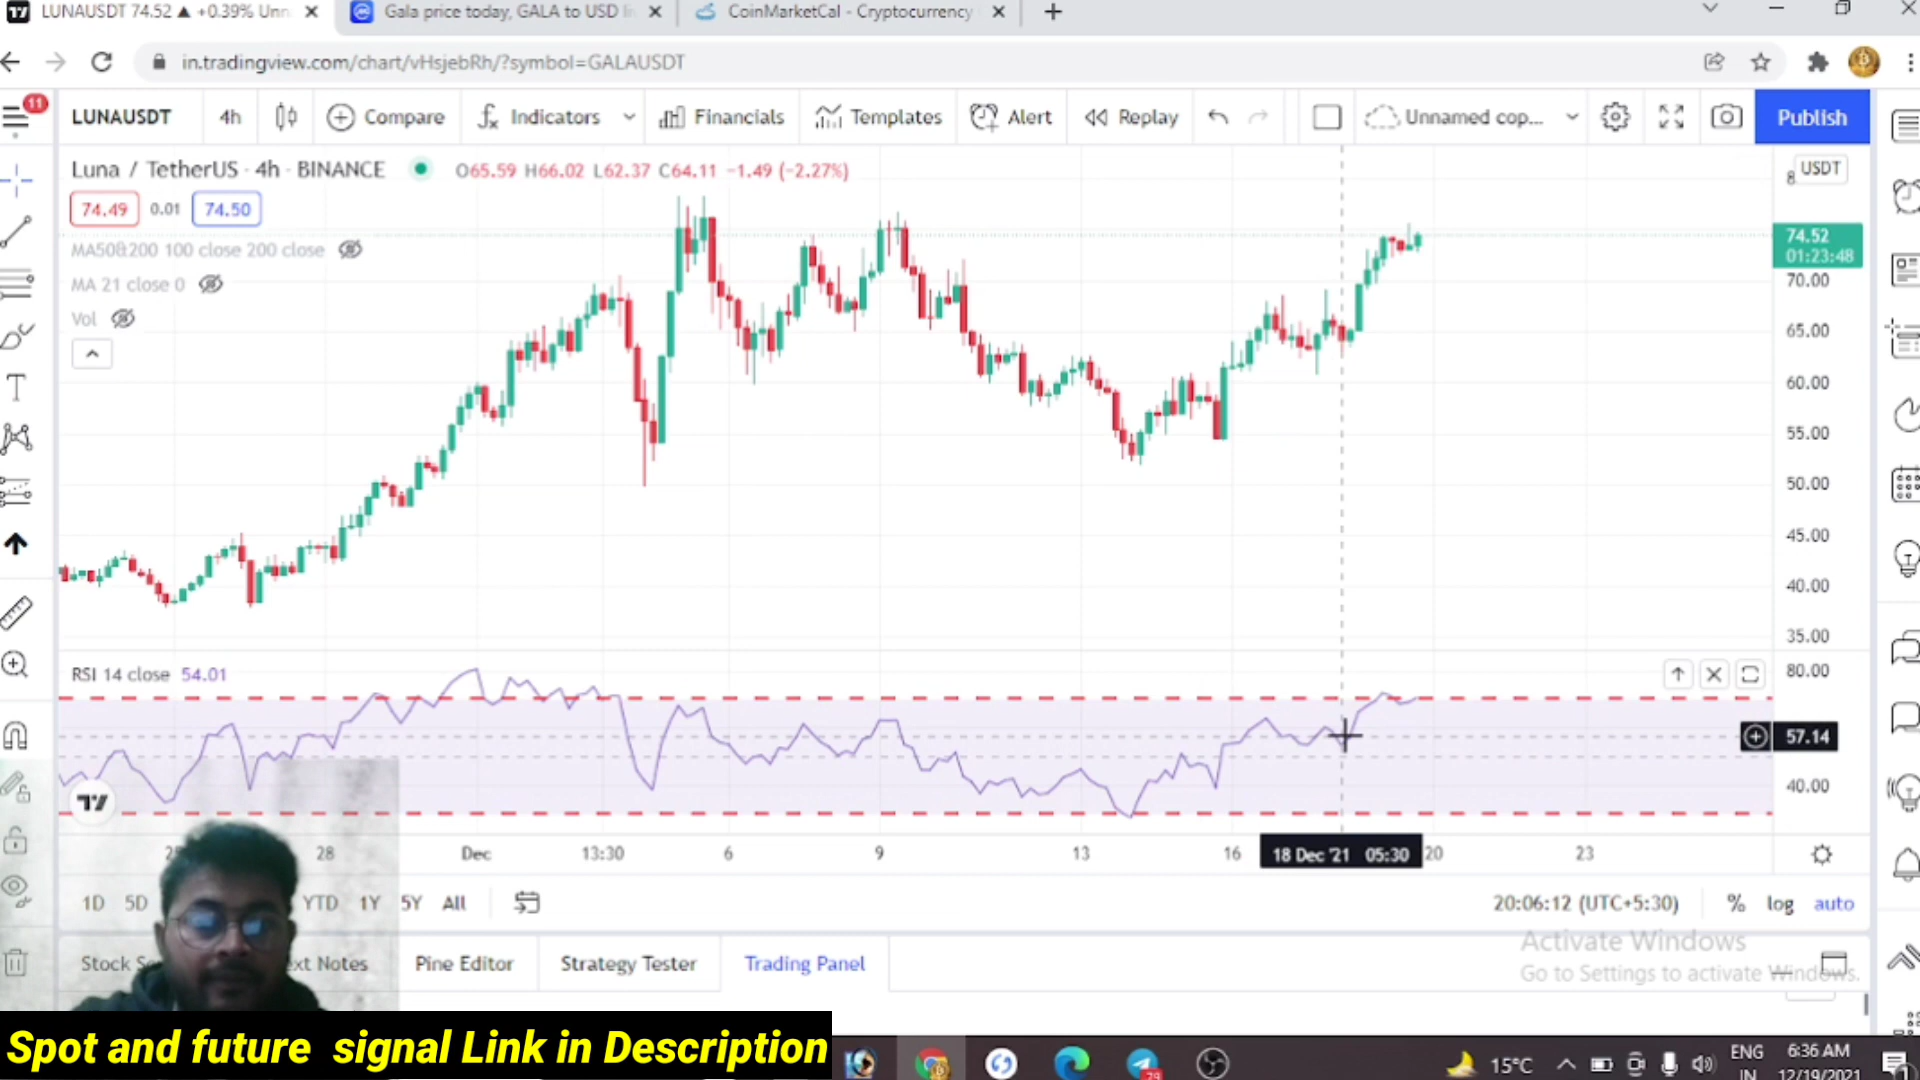 LUNAUSDT 74.52 ▲ +0.39% Unn
Gala price today, GALA to USD li
CoinMarketCal - Cryptocurrency
in.tradingview.com/chart/vHsjebRh/?symbol=GALAUSDT
11
LUNAUSDT 4h Compare Indicators Financials Templates Alert Replay Unnamed cop... Publish
Luna / TetherUS · 4h · BINANCE O65.59 H66.02 L62.37 C64.11 −1.49 (−2.27%)
USDT
74.49 0.01 74.50
MA50&200 100 close 200 close
MA 21 close 0
Vol
74.52
01:23:48
70.00
65.00
60.00
55.00
50.00
45.00
40.00
35.00
RSI 14 close 54.01
80.00
57.14
40.00
28 Dec 13:30 6 9 13 16 18 Dec '21 05:30 20 23
1D 5D YTD 1Y 5Y All
20:06:12 (UTC+5:30) % log auto
Activate Windows
Go to Settings to activate Windows.
Stock Notes Pine Editor Strategy Tester Trading Panel
Spot and future signal Link in Description
29
15°C
ENG
IN
6:36 AM
12/19/2021
1